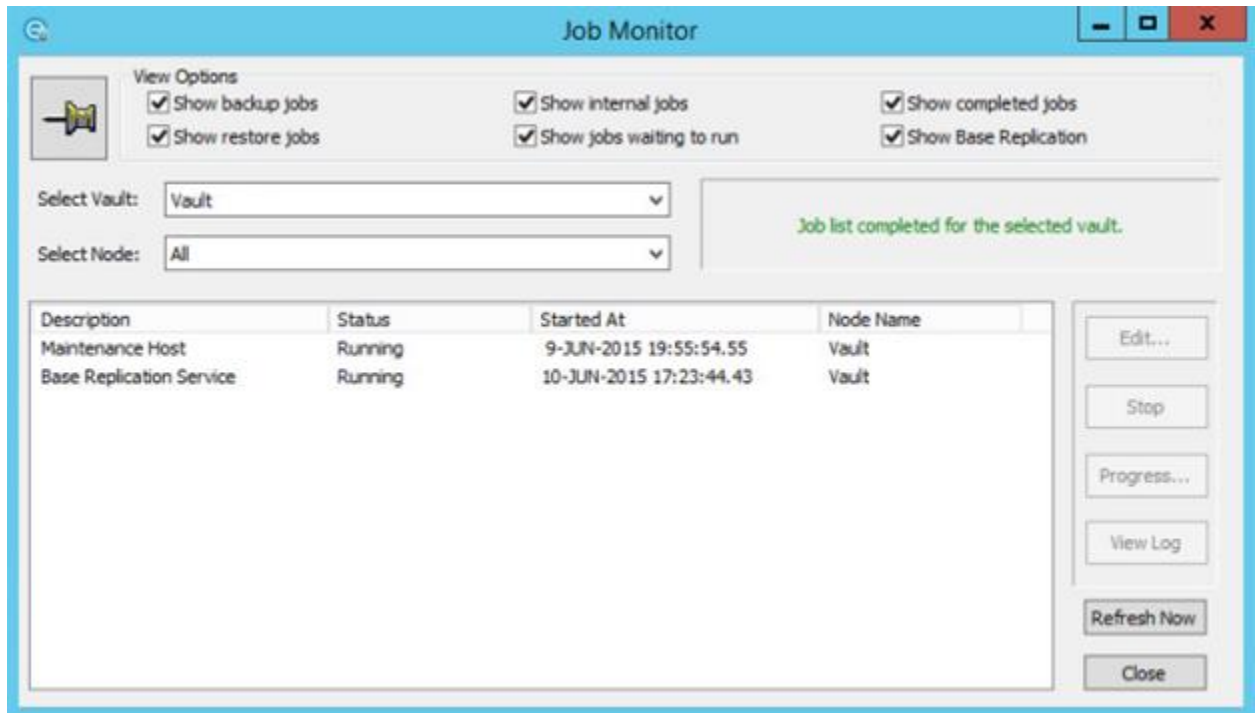 Job Monitor
View Options
Show backup jobs Show internal jobs Show completed jobs
Show restore jobs Show jobs waiting to run Show Base Replication
Select Vault: Vault
Job list completed for the selected vault.
Select Node: All
Description Status Started At Node Name
Maintenance Host Running 9-JUN-2015 19:55:54.55 Vault
Base Replication Service Running 10-JUN-2015 17:23:44.43 Vault
Edit...
Stop
Progress...
View Log
Refresh Now
Close